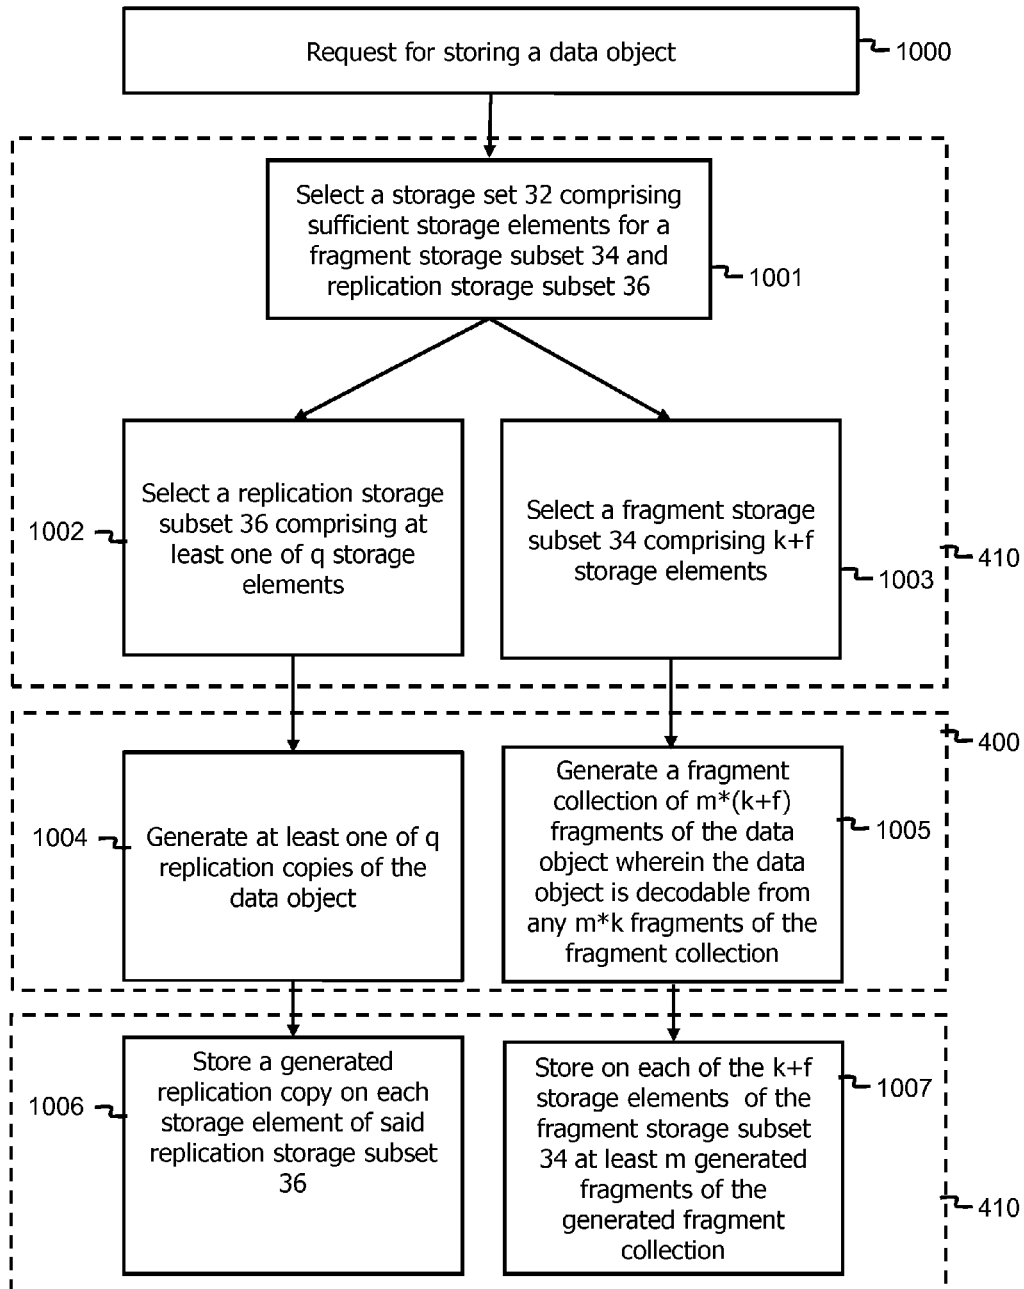 Request for storing a data object
1000
Select a storage set 32 comprising
sufficient storage elements for a
fragment storage subset 34 and
replication storage subset 36
1001
Select a replication storage
subset 36 comprising at
least one of q storage
elements
1002
Select a fragment storage
subset 34 comprising k+f
storage elements
1003
410
Generate at least one of q
replication copies of the
data object
1004
Generate a fragment
collection of m*(k+f)
fragments of the data
object wherein the data
object is decodable from
any m*k fragments of the
fragment collection
1005
400
Store a generated
replication copy on each
storage element of said
replication storage subset
36
1006
Store on each of the k+f
storage elements of the
fragment storage subset
34 at least m generated
fragments of the
generated fragment
collection
1007
410